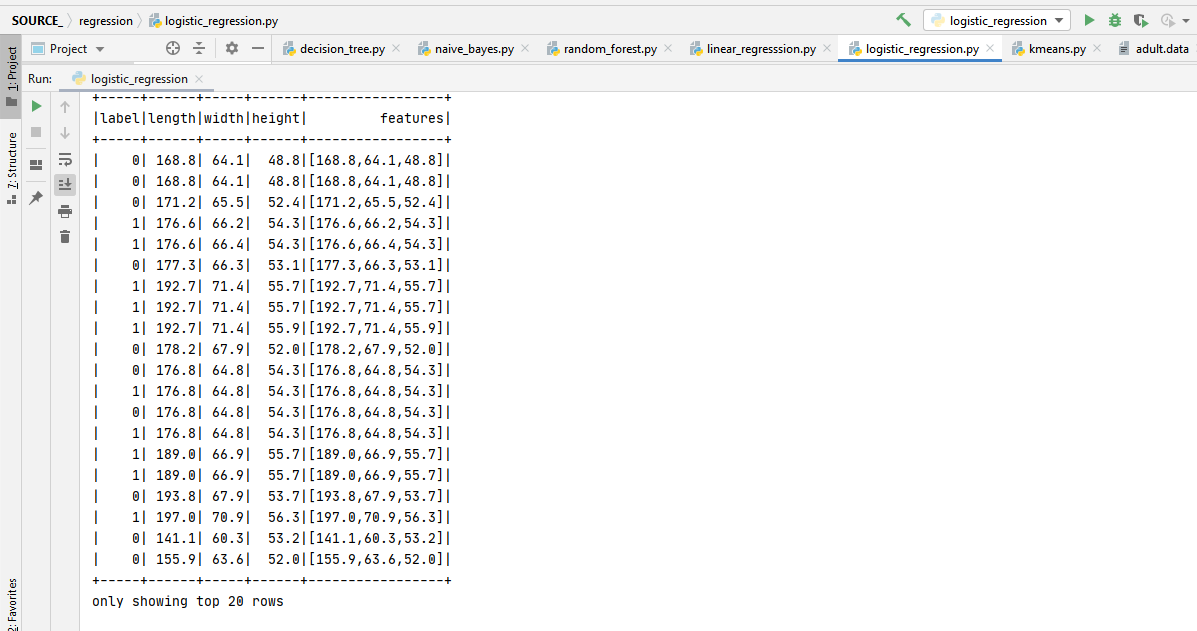 SOURCE_ regression logistic_regression.py logistic_regression
1: Project
Project decision_tree.py naive_bayes.py random_forest.py linear_regresssion.py logistic_regression.py kmeans.py adult.data
Run: logistic_regression
7: Structure
2: Favorites
+-----+------+-----+------+-----------------+
|label|length|width|height|         features|
+-----+------+-----+------+-----------------+
|    0| 168.8| 64.1|  48.8|[168.8,64.1,48.8]|
|    0| 168.8| 64.1|  48.8|[168.8,64.1,48.8]|
|    0| 171.2| 65.5|  52.4|[171.2,65.5,52.4]|
|    1| 176.6| 66.2|  54.3|[176.6,66.2,54.3]|
|    1| 176.6| 66.4|  54.3|[176.6,66.4,54.3]|
|    0| 177.3| 66.3|  53.1|[177.3,66.3,53.1]|
|    1| 192.7| 71.4|  55.7|[192.7,71.4,55.7]|
|    1| 192.7| 71.4|  55.7|[192.7,71.4,55.7]|
|    1| 192.7| 71.4|  55.9|[192.7,71.4,55.9]|
|    0| 178.2| 67.9|  52.0|[178.2,67.9,52.0]|
|    0| 176.8| 64.8|  54.3|[176.8,64.8,54.3]|
|    1| 176.8| 64.8|  54.3|[176.8,64.8,54.3]|
|    0| 176.8| 64.8|  54.3|[176.8,64.8,54.3]|
|    1| 176.8| 64.8|  54.3|[176.8,64.8,54.3]|
|    1| 189.0| 66.9|  55.7|[189.0,66.9,55.7]|
|    1| 189.0| 66.9|  55.7|[189.0,66.9,55.7]|
|    0| 193.8| 67.9|  53.7|[193.8,67.9,53.7]|
|    1| 197.0| 70.9|  56.3|[197.0,70.9,56.3]|
|    0| 141.1| 60.3|  53.2|[141.1,60.3,53.2]|
|    0| 155.9| 63.6|  52.0|[155.9,63.6,52.0]|
+-----+------+-----+------+-----------------+
only showing top 20 rows